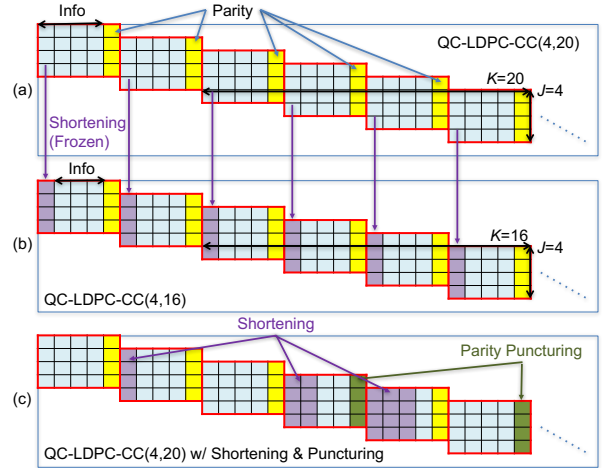 Info
Parity
QC-LDPC-CC(4,20)
K=20
J=4
(a)
Shortening
(Frozen)
Info
K=16
J=4
(b)
QC-LDPC-CC(4,16)
Shortening
Parity Puncturing
(c)
QC-LDPC-CC(4,20) w/ Shortening & Puncturing